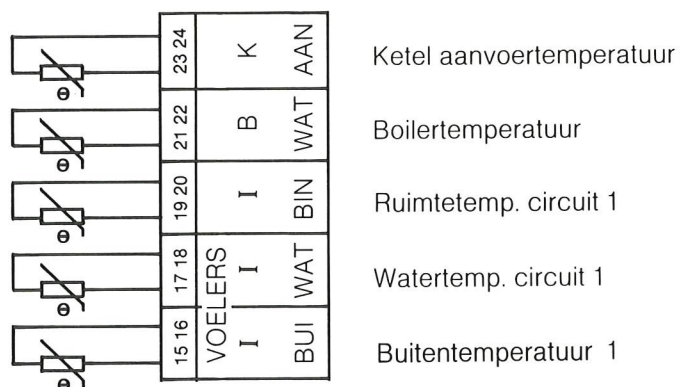 23 24 K AAN Ketel aanvoertemperatuur
θ
21 22 B WAT Boilertemperatuur
θ
19 20 I BIN Ruimtetemp. circuit 1
θ
17 18 I WAT Watertemp. circuit 1
θ
VOELERS
15 16 I BUI Buitentemperatuur 1
θ